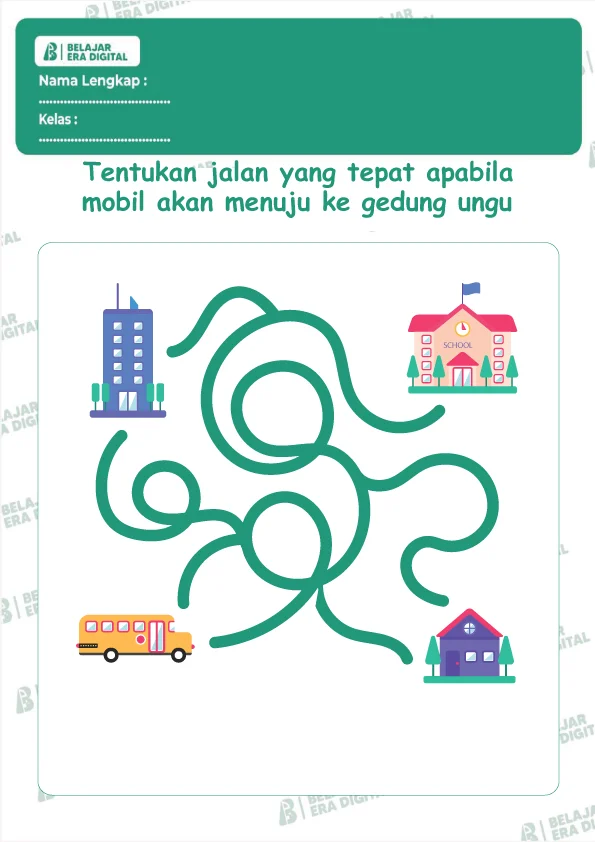 BELAJAR
ERA DIGITAL
Nama Lengkap :
.....................................
Kelas :
.....................................
Tentukan jalan yang tepat apabila
mobil akan menuju ke gedung ungu
SCHOOL
BELAJAR
ERA DIGITAL